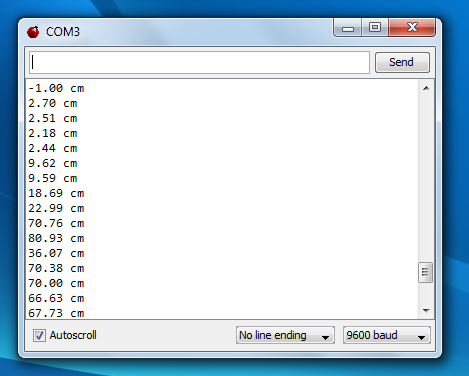 COM3
Send
-1.00 cm
2.70 cm
2.51 cm
2.18 cm
2.44 cm
9.62 cm
9.59 cm
18.69 cm
22.99 cm
70.76 cm
80.93 cm
36.07 cm
70.38 cm
70.00 cm
66.63 cm
67.73 cm
Autoscroll No line ending 9600 baud